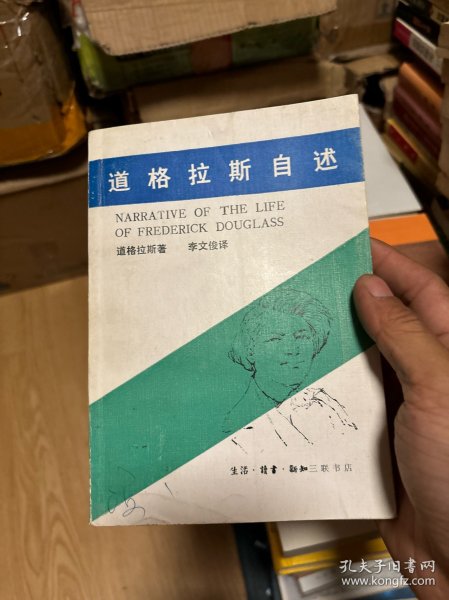 道格拉斯自述
NARRATIVE OF THE LIFE
OF FREDERICK DOUGLASS
道格拉斯著 李文俊译
生活·讀書·新知三联书店
孔夫子旧书网
www.kongfz.com